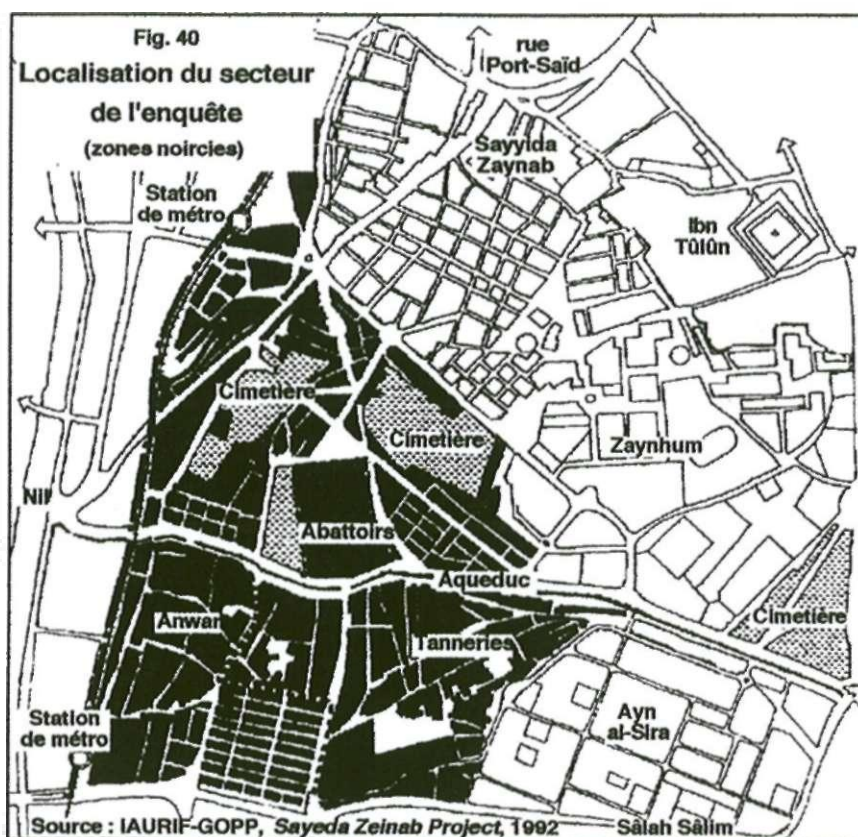 Fig. 40
Localisation du secteur
de l'enquête
(zones noircies)
rue
Port-Saïd
Sayyida
Zaynab
Station
de métro
Ibn
Tûlûn
Cimetière
Cimetière
Zaynhum
Nil
Abattoirs
Aqueduc
Cimetière
Anwar
Tanneries
Station
de métro
Ayn
al-Sira
Source : IAURIF-GOPP, Sayeda Zeinab Project, 1992
Sâlah Sâlim